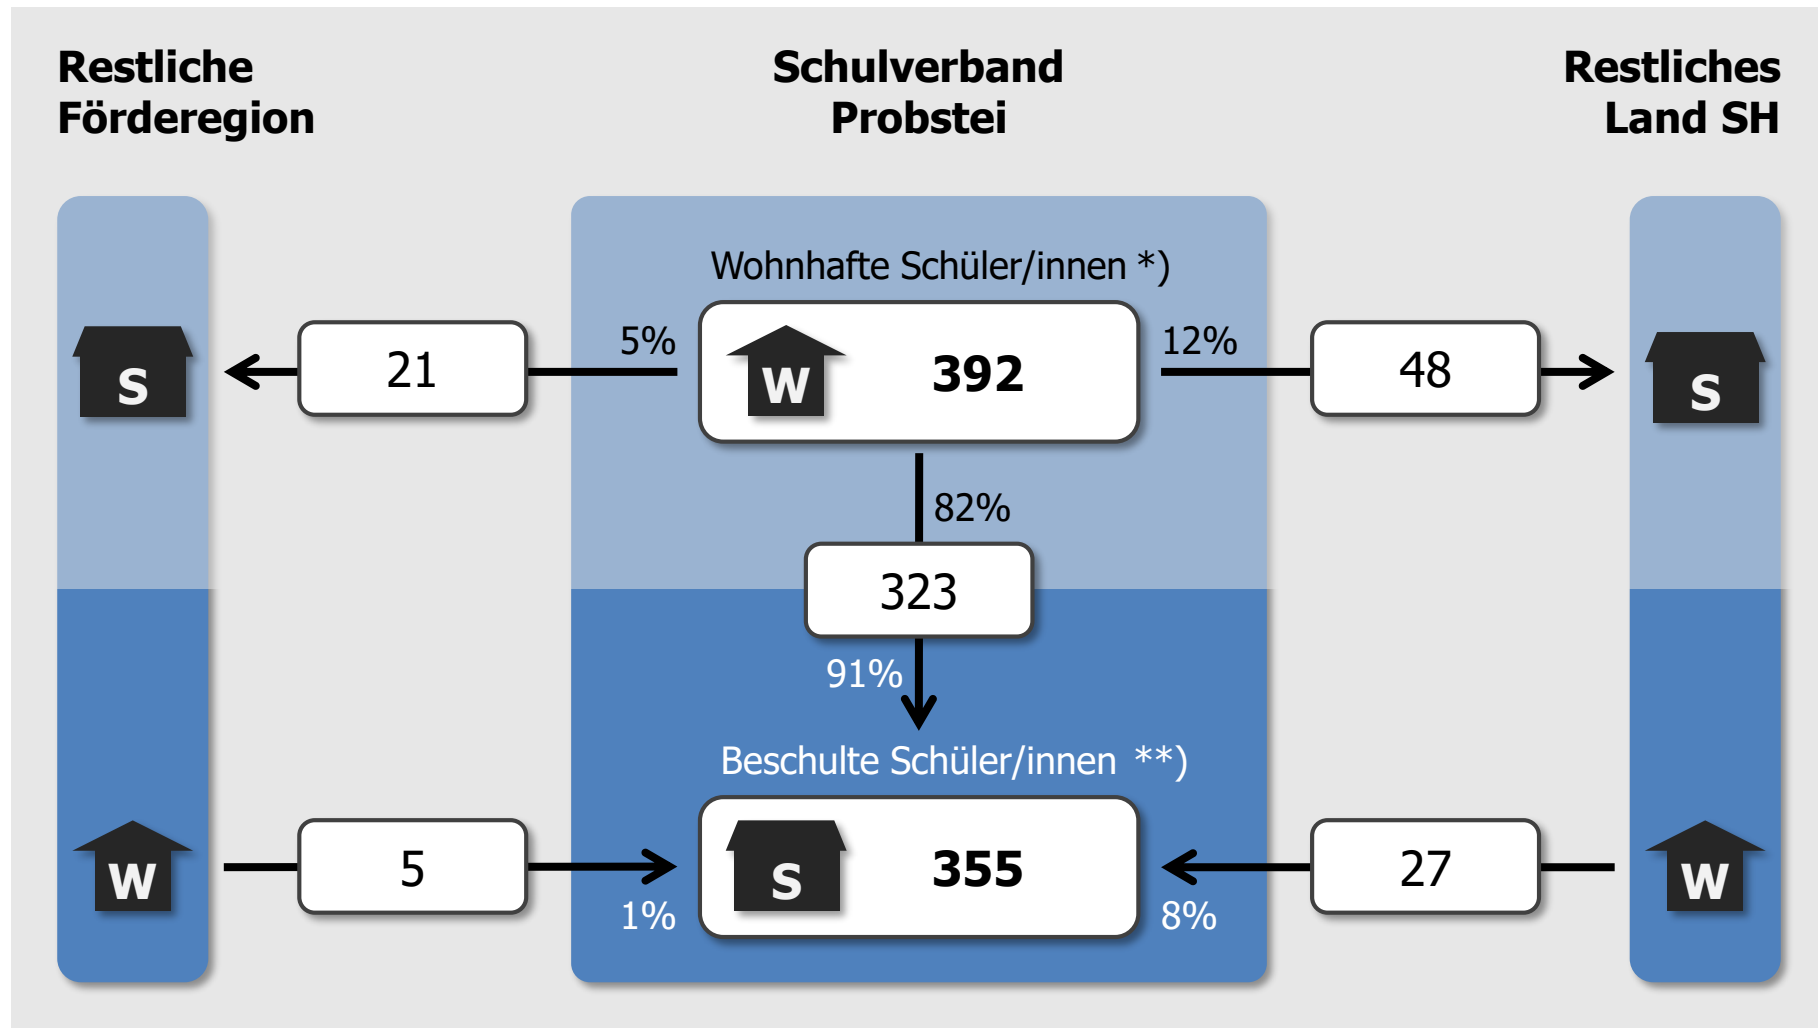 Restliche
Förderegion
Schulverband
Probstei
Restliches
Land SH
Wohnhafte Schüler/innen *)
S
21
5%
W
392
12%
48
S
82%
323
91%
Beschulte Schüler/innen **)
W
5
1%
S
355
8%
27
W